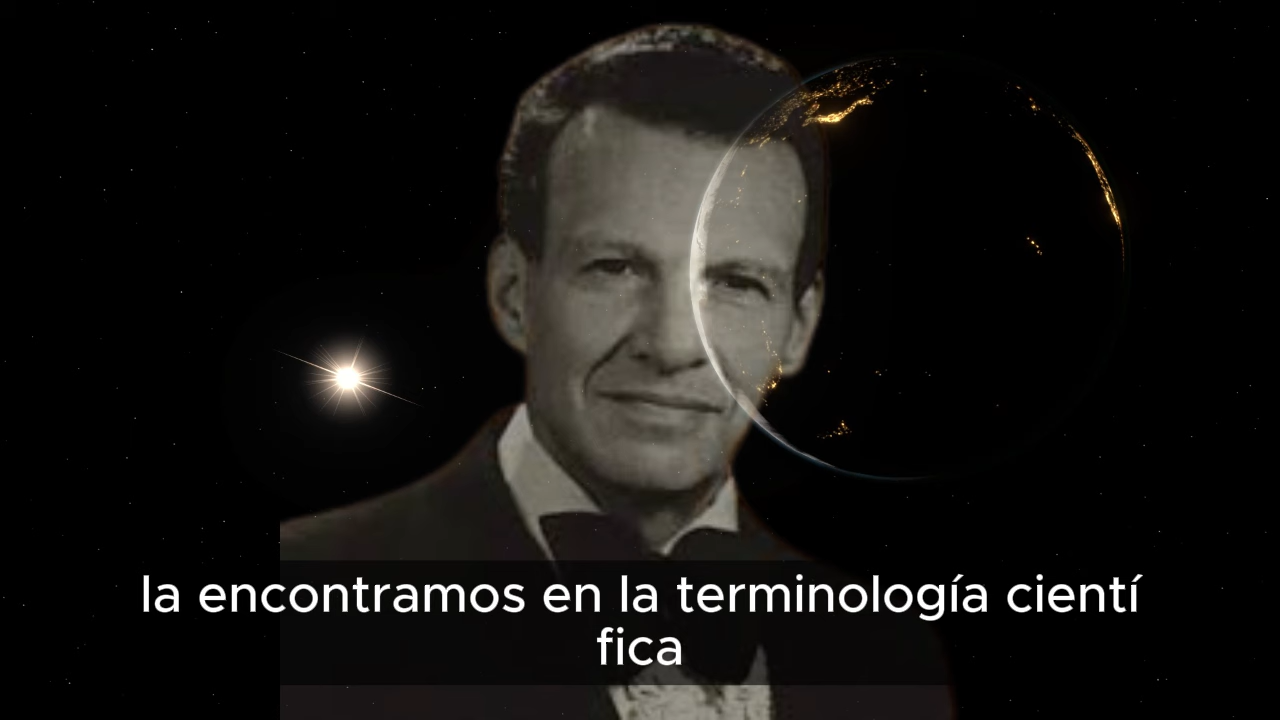 la encontramos en la terminología cientí
fica